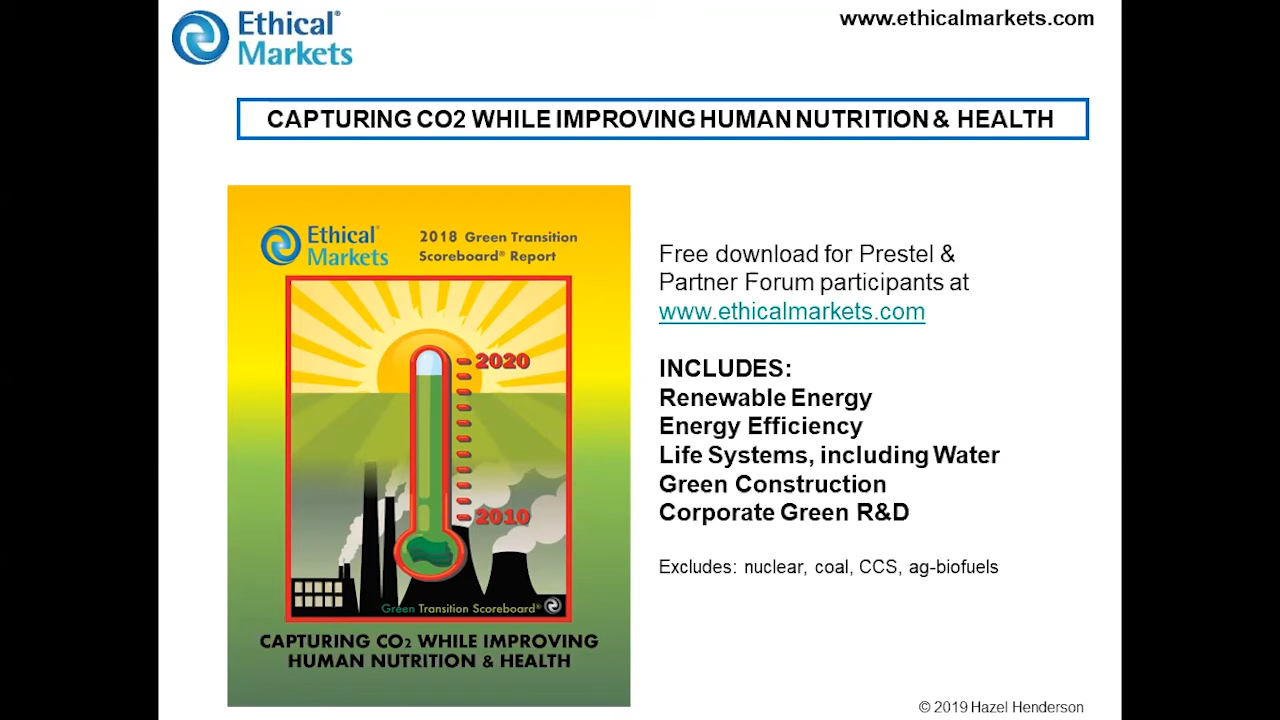 Ethical®
Markets
www.ethicalmarkets.com
CAPTURING CO2 WHILE IMPROVING HUMAN NUTRITION & HEALTH
Ethical®
Markets
2018 Green Transition
Scoreboard® Report
2020
2010
Green Transition Scoreboard®
CAPTURING CO2 WHILE IMPROVING
HUMAN NUTRITION & HEALTH
Free download for Prestel &
Partner Forum participants at
www.ethicalmarkets.com
INCLUDES:
Renewable Energy
Energy Efficiency
Life Systems, including Water
Green Construction
Corporate Green R&D
Excludes: nuclear, coal, CCS, ag-biofuels
© 2019 Hazel Henderson